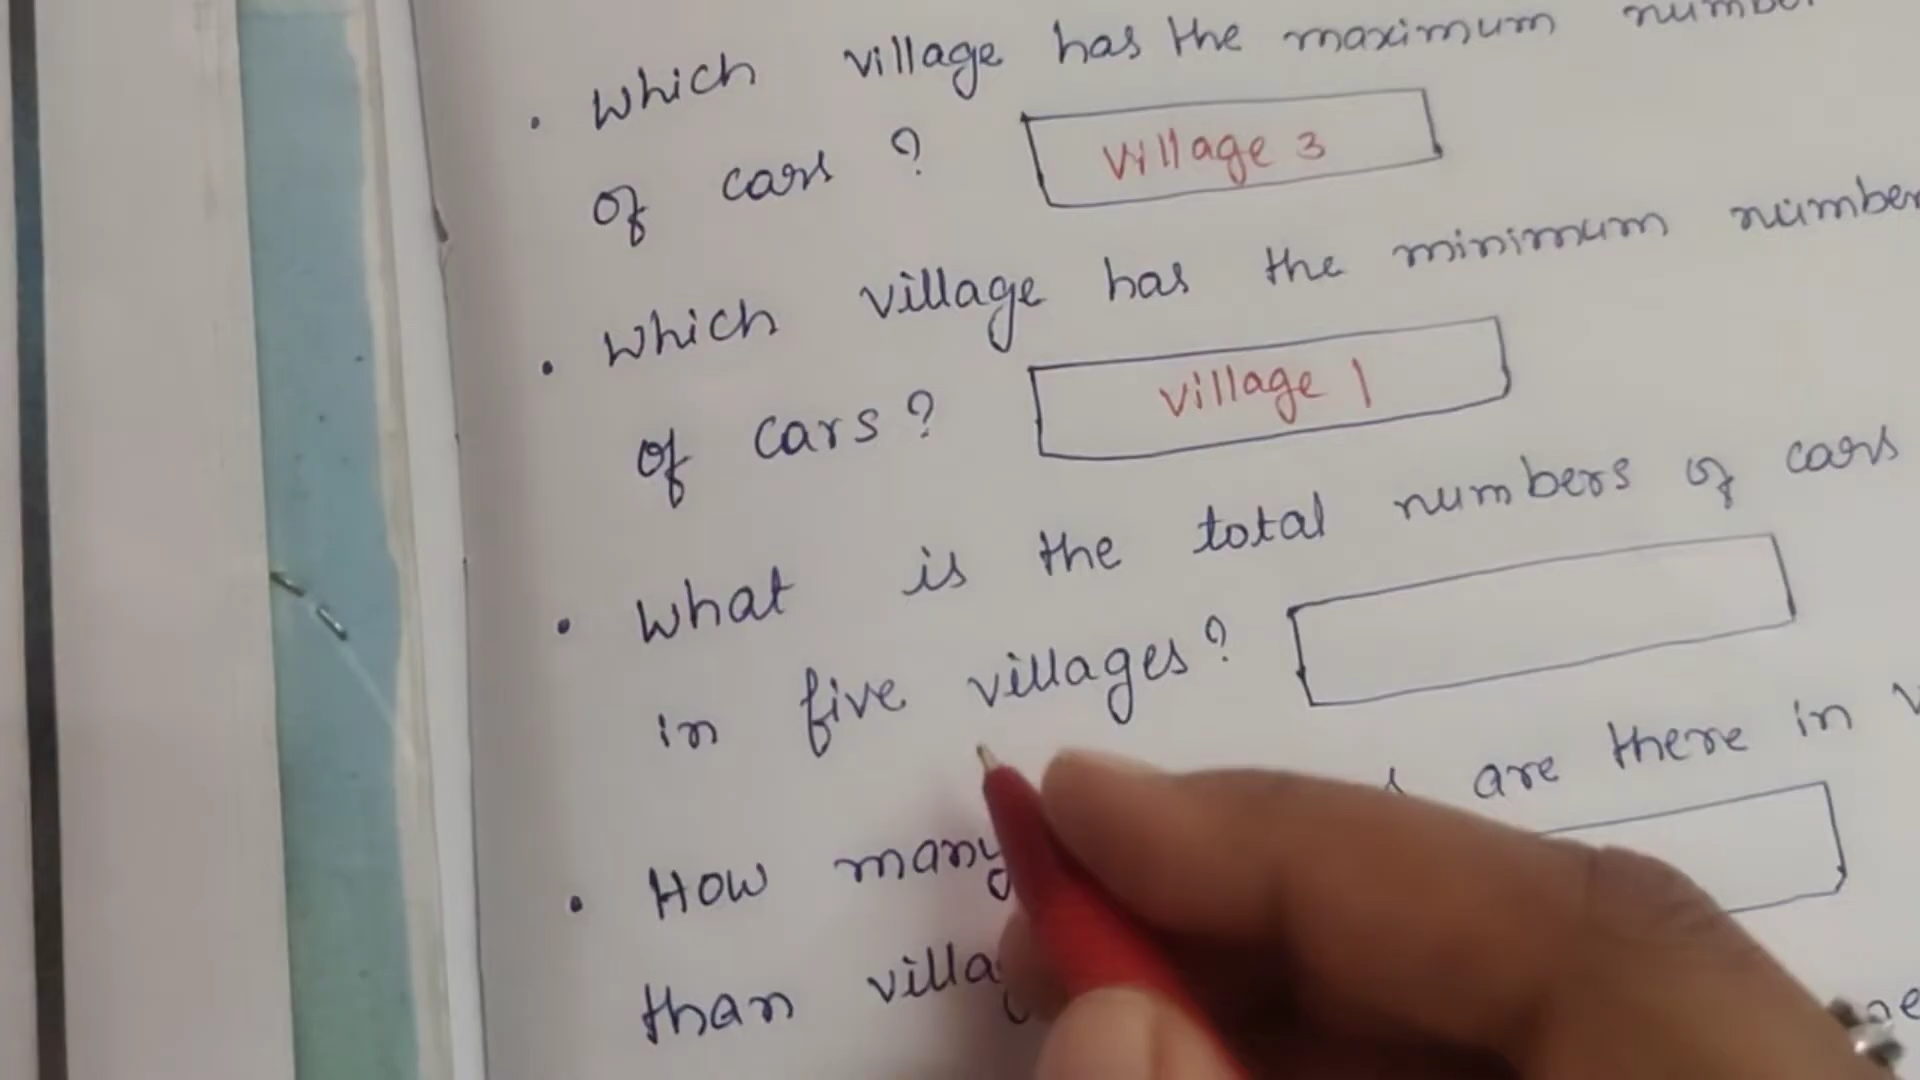 • Which village has the maximum
of cars ? village 3
• Which village has the minimum number
of cars ? village 1
• What is the total numbers of cars
in five villages ?
• How many are there in
than